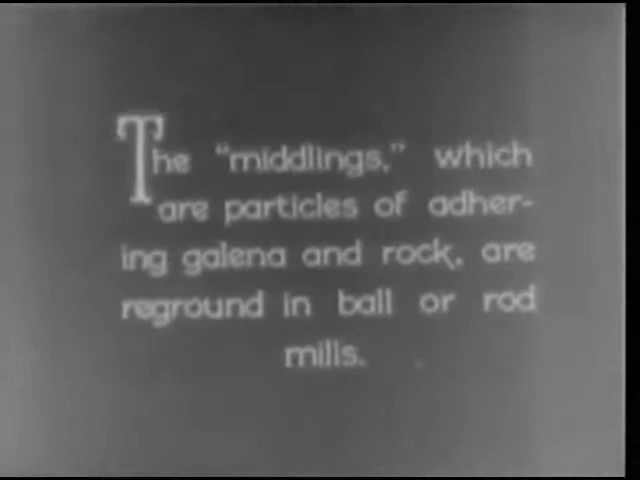 The "middlings," which
are particles of adher-
ing galena and rock, are
reground in ball or rod
mills.